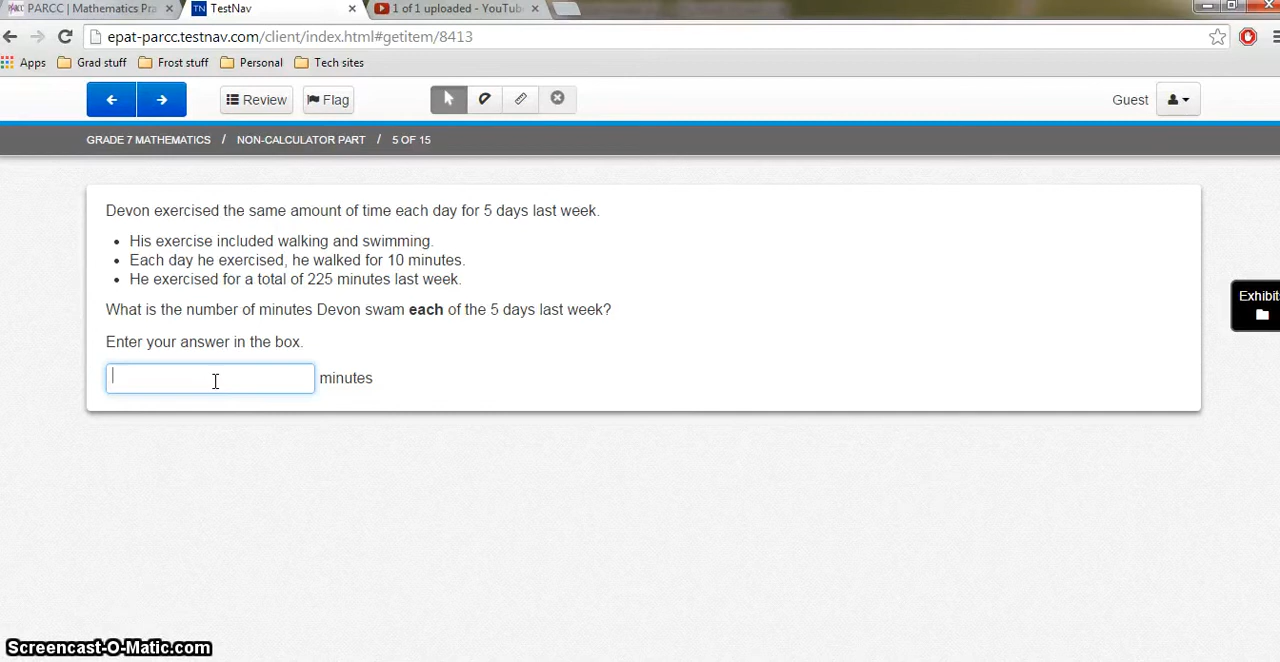 PARCC | Mathematics Pra
TestNav
1 of 1 uploaded - YouTub
epat-parcc.testnav.com/client/index.html#getitem/8413
Apps Grad stuff Frost stuff Personal Tech sites
Review Flag Guest
GRADE 7 MATHEMATICS / NON-CALCULATOR PART / 5 OF 15
Devon exercised the same amount of time each day for 5 days last week.
• His exercise included walking and swimming.
• Each day he exercised, he walked for 10 minutes.
• He exercised for a total of 225 minutes last week.
Exhibit
What is the number of minutes Devon swam each of the 5 days last week?
Enter your answer in the box.
minutes
Screencast-O-Matic.com